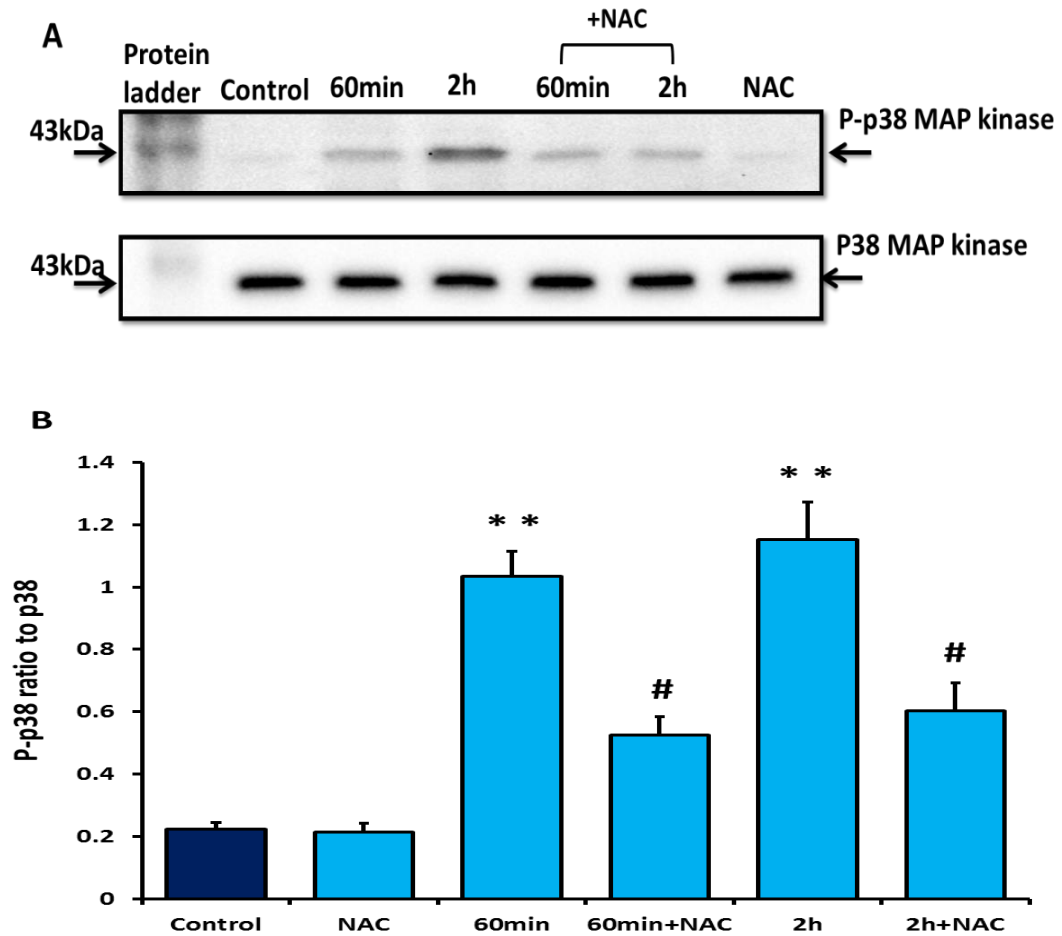 A
+NAC
Protein
ladder
Control
60min
2h
60min
2h
NAC
43kDa
P-p38 MAP kinase
43kDa
P38 MAP kinase
B
P-p38 ratio to p38
1.4
1.2
1
0.8
0.6
0.4
0.2
0
* *
#
* *
#
Control
NAC
60min
60min+NAC
2h
2h+NAC